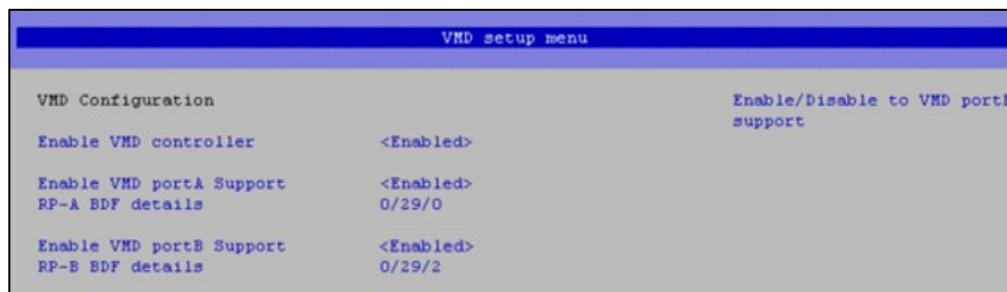 VMD setup menu
VMD Configuration
Enable/Disable to VMD port
support
Enable VMD controller <Enabled>
Enable VMD portA Support <Enabled>
RP-A BDF details 0/29/0
Enable VMD portB Support <Enabled>
RP-B BDF details 0/29/2